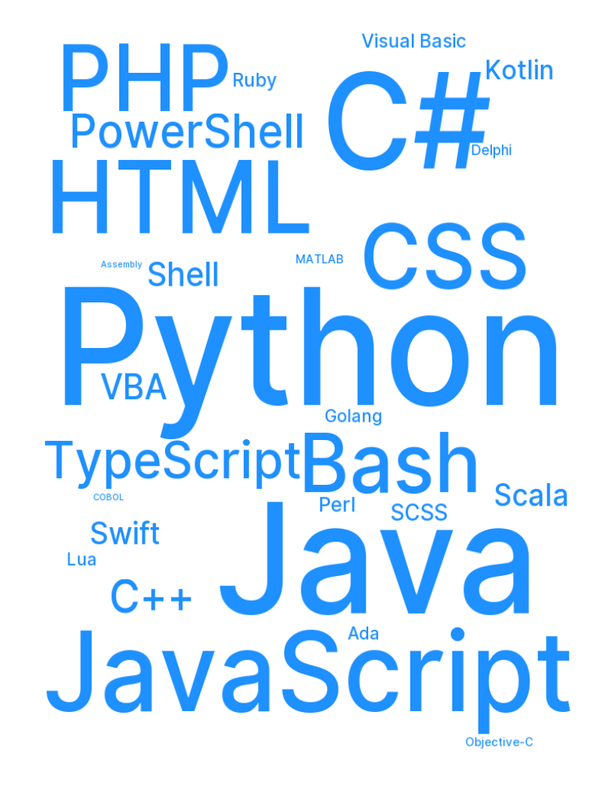 Visual Basic
PHP
Ruby
Kotlin
C#
PowerShell
Delphi
HTML
CSS
MATLAB
Assembly
Shell
Python
VBA
Golang
TypeScript
Bash
COBOL
Scala
Perl
SCSS
Swift
Java
Lua
C++
Ada
JavaScript
Objective-C